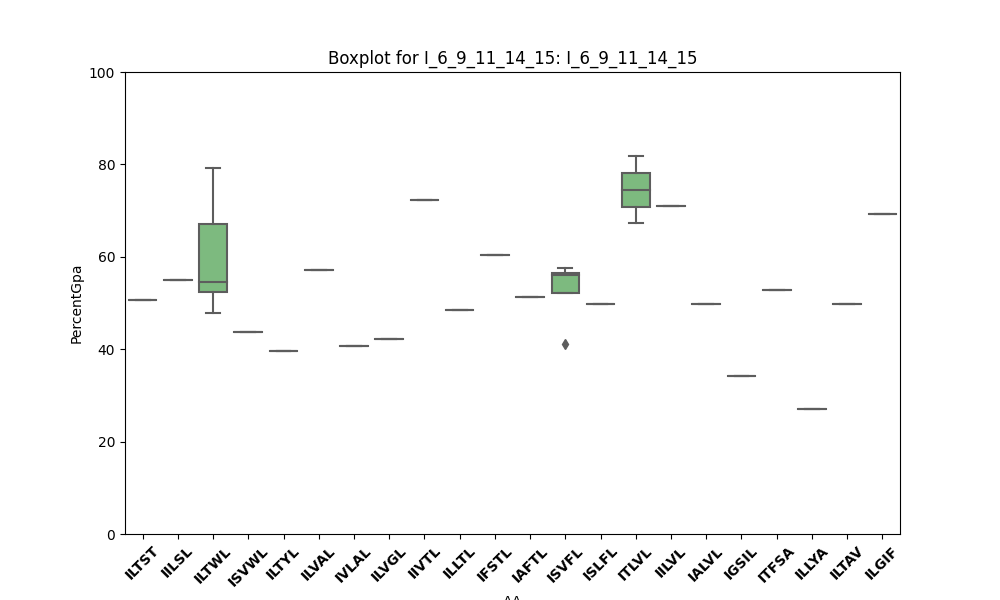 Boxplot for I_6_9_11_14_15: I_6_9_11_14_15
100
80
60
40
20
0
PercentGpa
ILTST
IILSL
ILTWL
ISVWL
ILTYL
ILVAL
IVLAL
ILVGL
IIVTL
ILLTL
IFSTL
IAFTL
ISVFL
ISLFL
ITLVL
IILVL
IALVL
IGSIL
ITFSA
ILLYA
ILTAV
ILGIF
AA